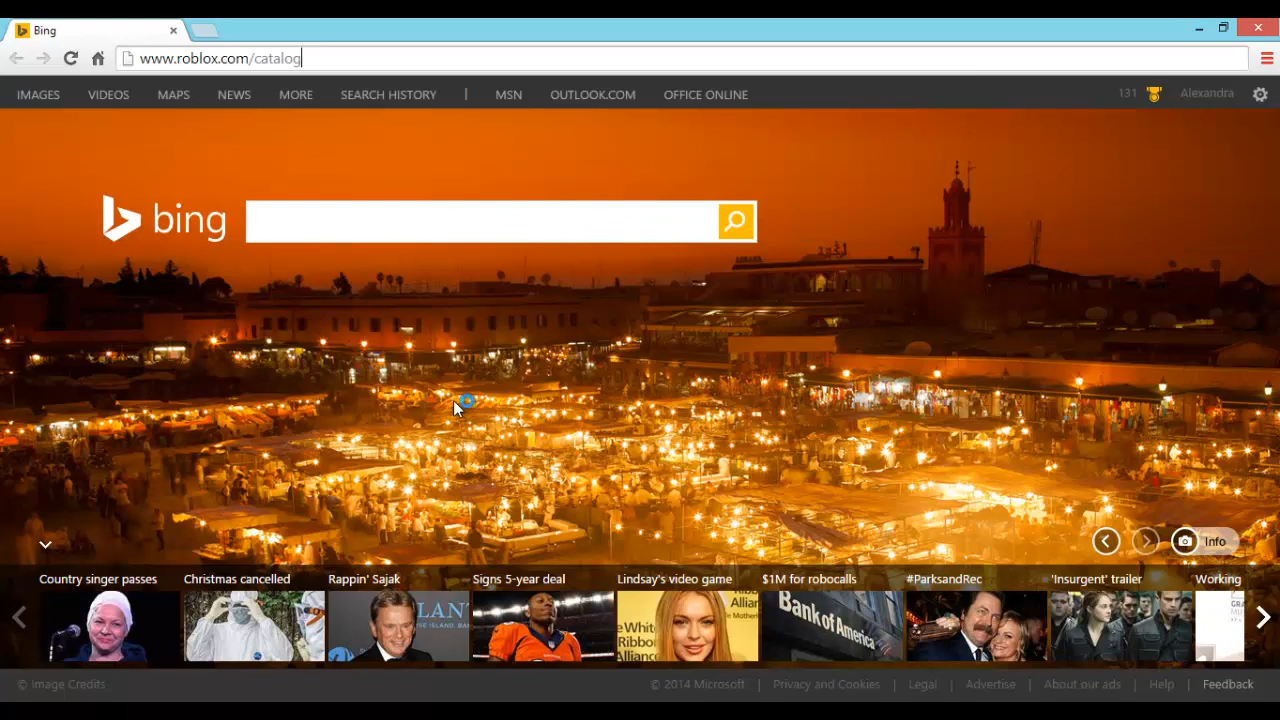 Bing
www.roblox.com/catalog
IMAGES VIDEOS MAPS NEWS MORE SEARCH HISTORY | MSN OUTLOOK.COM OFFICE ONLINE 131 Alexandra
bing
Info
Country singer passes Christmas cancelled Rappin' Sajak Signs 5-year deal Lindsay's video game $1M for robocalls #ParksandRec 'Insurgent' trailer Working
Bank of America
© Image Credits © 2014 Microsoft | Privacy and Cookies | Legal | Advertise | About our ads | Help | Feedback